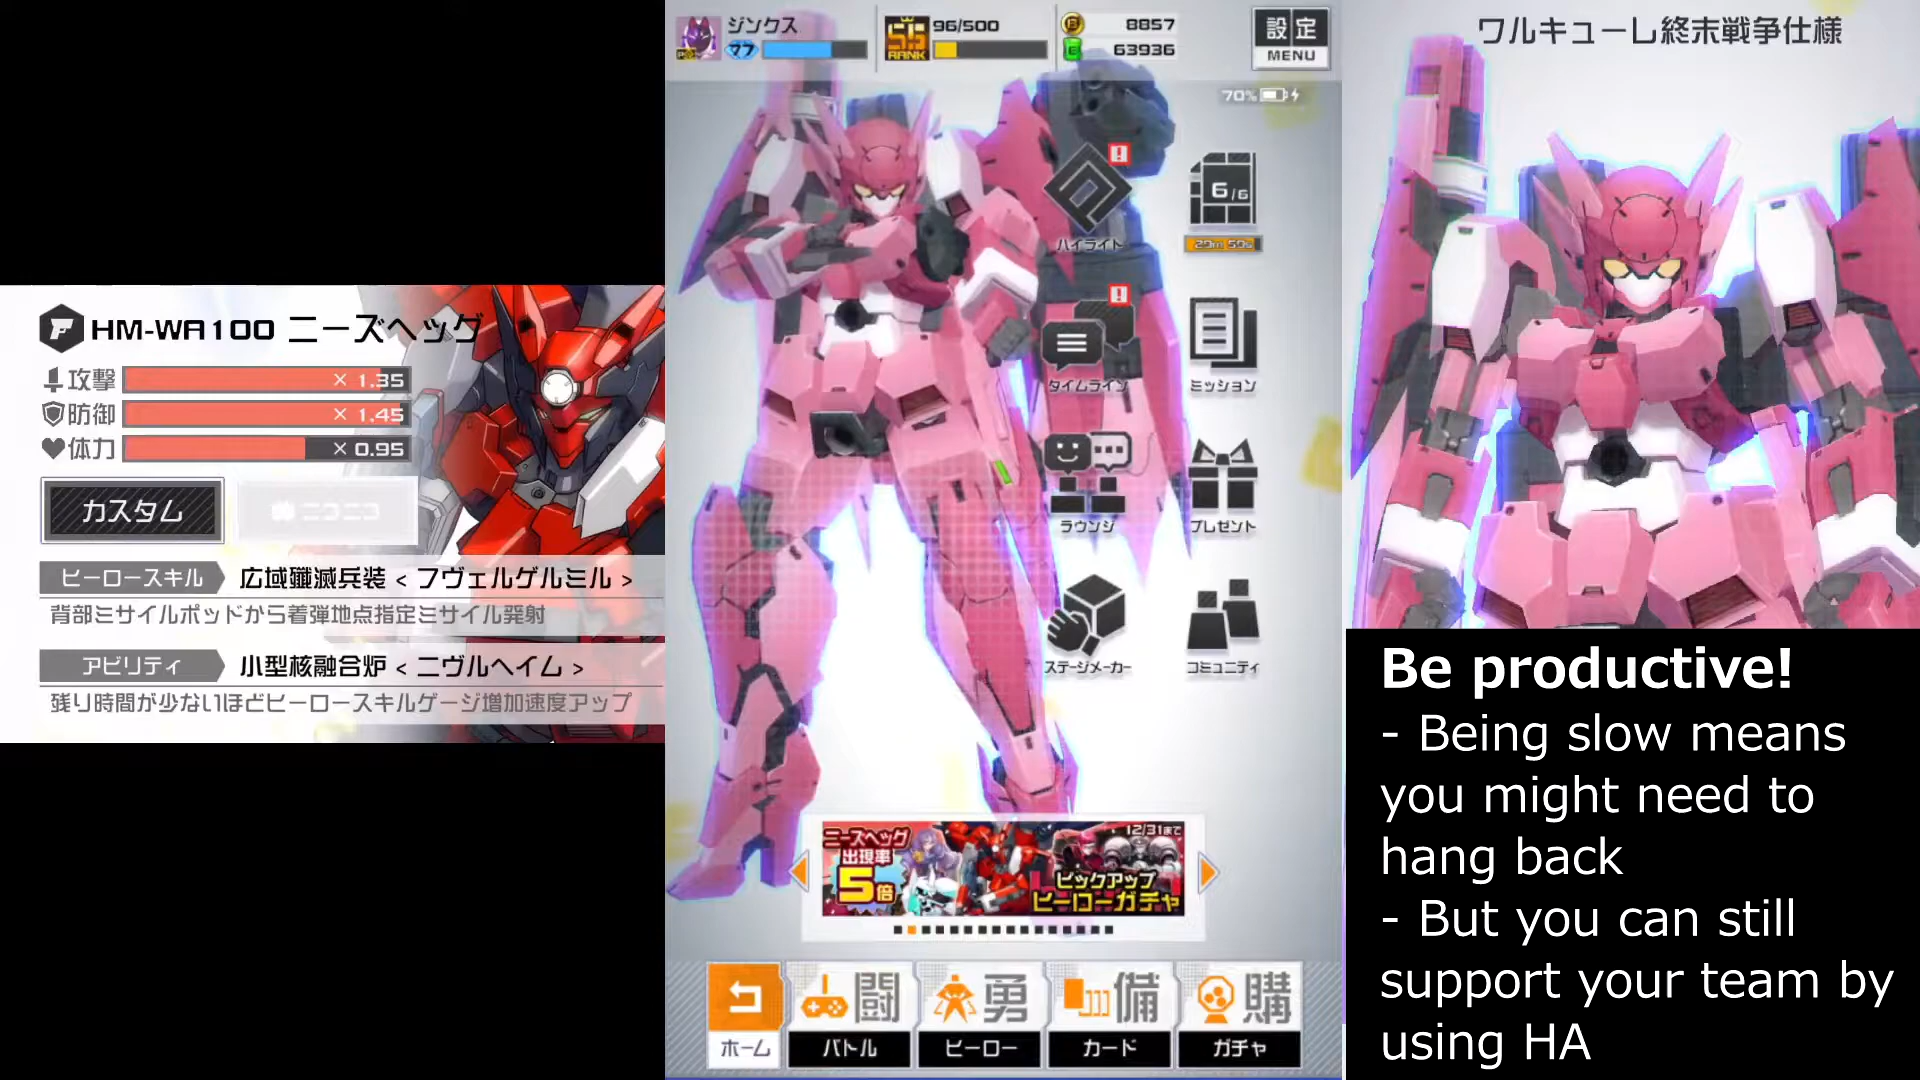 HM-WA100 ニーズヘッグ
攻撃 × 1.35
防御 × 1.45
体力 × 0.95
カスタム
ニコニコ
ヒーロースキル 広域殲滅兵装 < フヴェルゲルミル >
背部ミサイルポッドから着弾地点指定ミサイル発射
アビリティ 小型核融合炉 < ニヴルヘイム >
残り時間が少ないほどヒーロースキルゲージ増加速度アップ
ジンクス
77
RANK
96/500
8857
63936
設定
MENU
70%
ハイライト
6/6
29m 59s
タイムライン
ミッション
ラウンジ
プレゼント
ステージメーカー
コミュニティ
ニーズヘッグ
出現率
5倍
12/31まで
ピックアップ
ヒーローガチャ
闘
勇
備
購
ホーム
バトル
ヒーロー
カード
ガチャ
ワルキューレ終末戦争仕様
Be productive!
- Being slow means
you might need to
hang back
- But you can still
support your team by
using HA